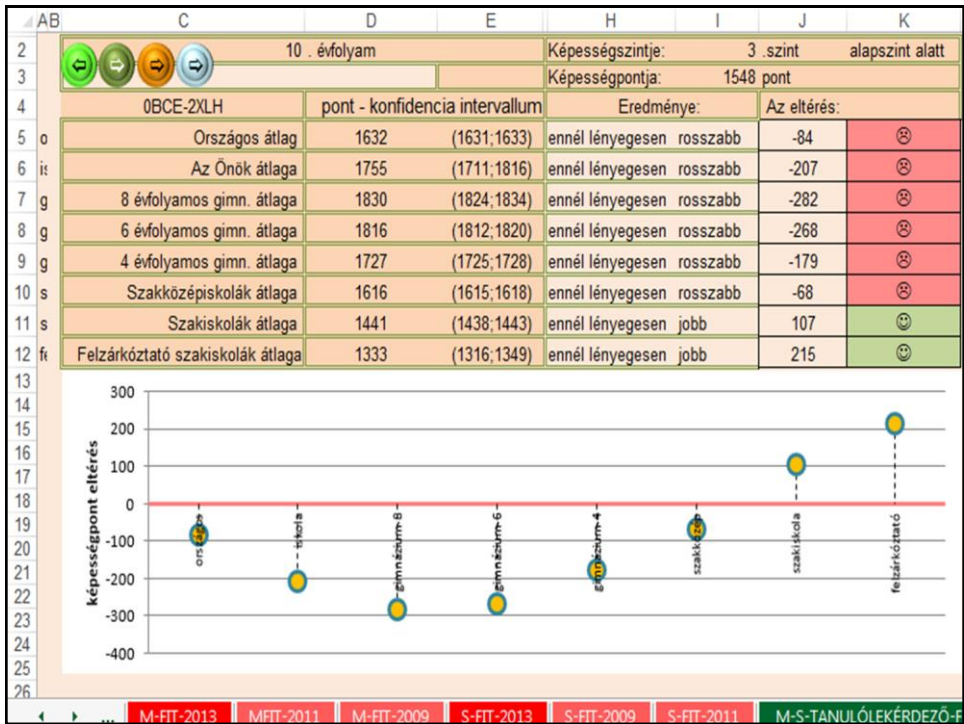 AB C D E H I J K
2 10 . évfolyam Képességszintje: 3 .szint alapszint alatt
3 Képességpontja: 1548 pont
4 0BCE-2XLH pont - konfidencia intervallum Eredménye: Az eltérés:
5 o Országos átlag 1632 (1631;1633) ennél lényegesen rosszabb -84 ☹
6 is Az Önök átlaga 1755 (1711;1816) ennél lényegesen rosszabb -207 ☹
7 g 8 évfolyamos gimn. átlaga 1830 (1824;1834) ennél lényegesen rosszabb -282 ☹
8 g 6 évfolyamos gimn. átlaga 1816 (1812;1820) ennél lényegesen rosszabb -268 ☹
9 g 4 évfolyamos gimn. átlaga 1727 (1725;1728) ennél lényegesen rosszabb -179 ☹
10 s Szakközépiskolák átlaga 1616 (1615;1618) ennél lényegesen rosszabb -68 ☹
11 s Szakiskolák átlaga 1441 (1438;1443) ennél lényegesen jobb 107 ☺
12 fe Felzárkóztató szakiskolák átlaga 1333 (1316;1349) ennél lényegesen jobb 215 ☺
13
14
15
16
17
18
19
20
21
22
23
24
25
26
képességpont eltérés
300
200
100
0
-100
-200
-300
-400
országos
iskola
gimnázium-8
gimnázium-6
gimnázium-4
szakközép
szakiskola
felzárkóztató
... M-FIT-2013 MFIT-2011 M-FIT-2009 S-FIT-2013 S-FIT-2009 S-FIT-2011 M-S-TANULÓLEKÉRDEZŐ-F